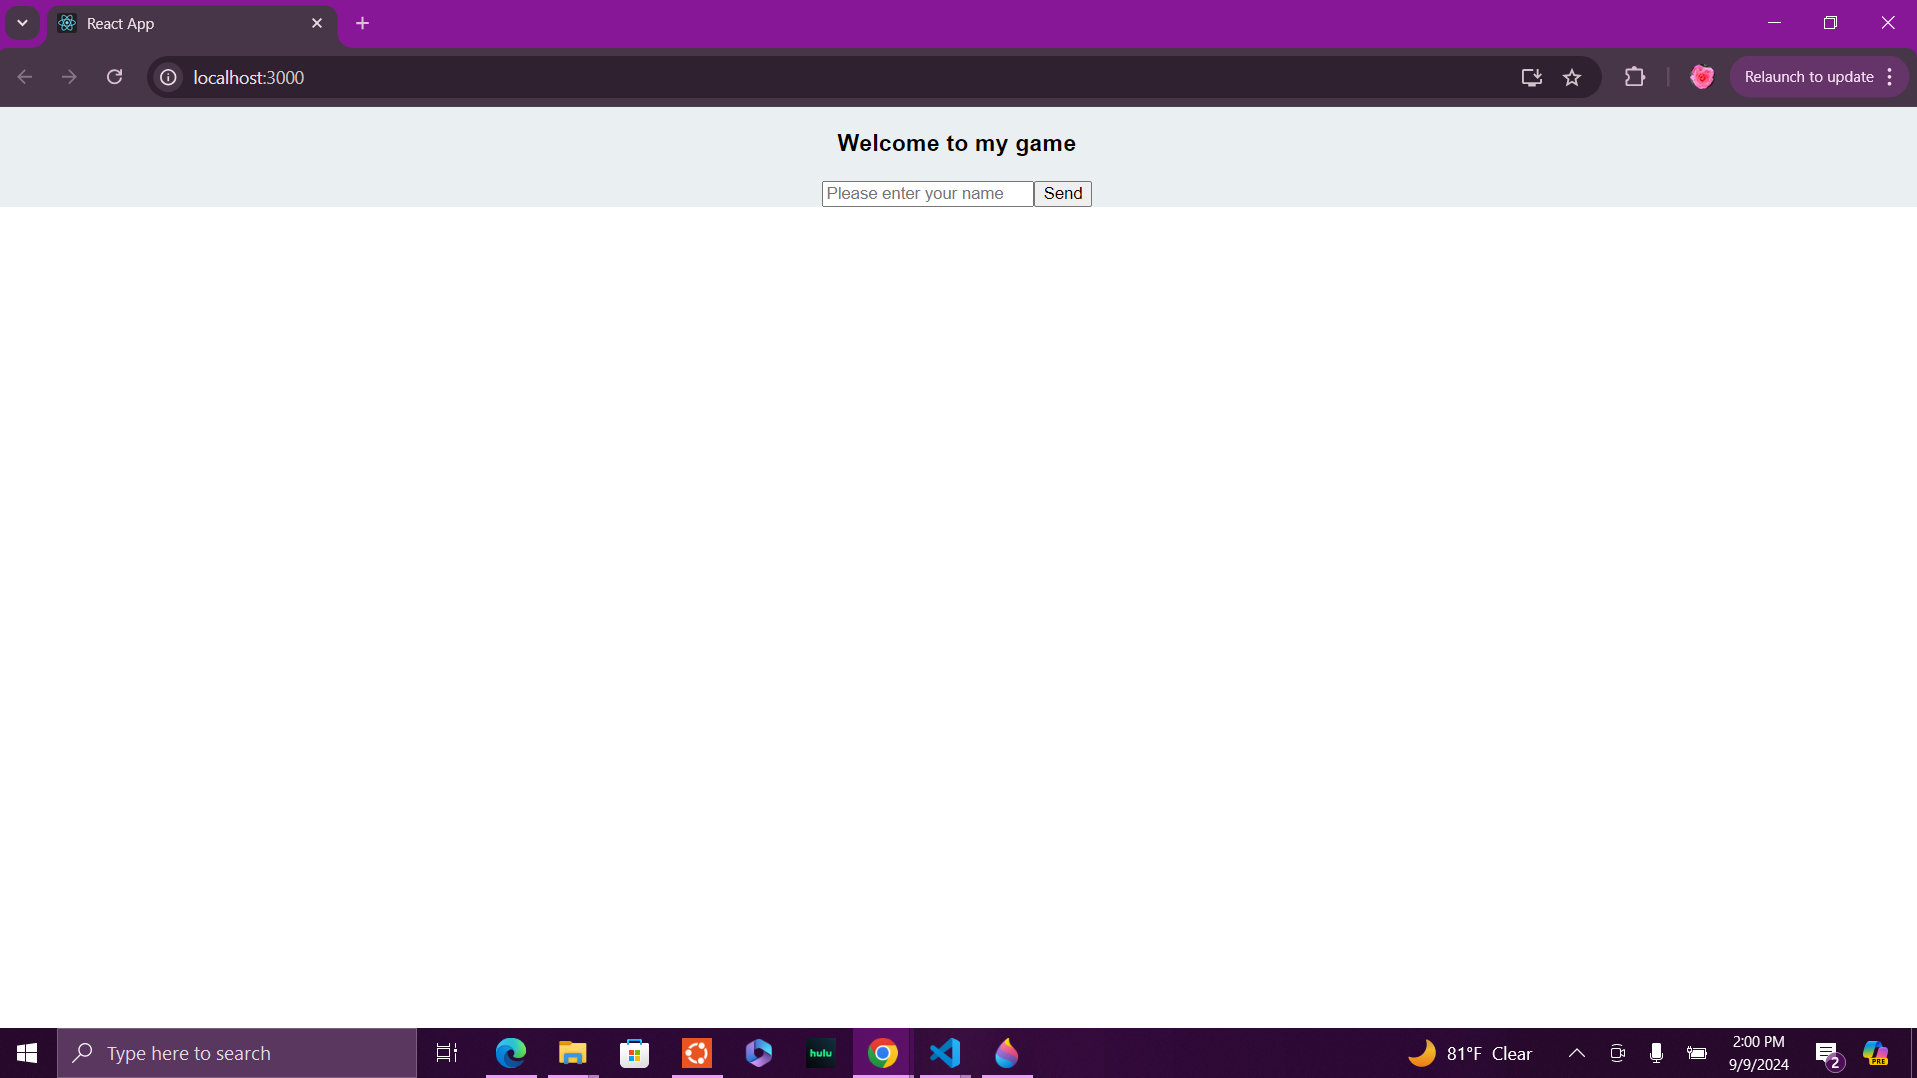 React App
localhost:3000
Relaunch to update
Welcome to my game
Please enter your name Send
Type here to search
hulu
81°F Clear
2:00 PM
9/9/2024
2
PRE